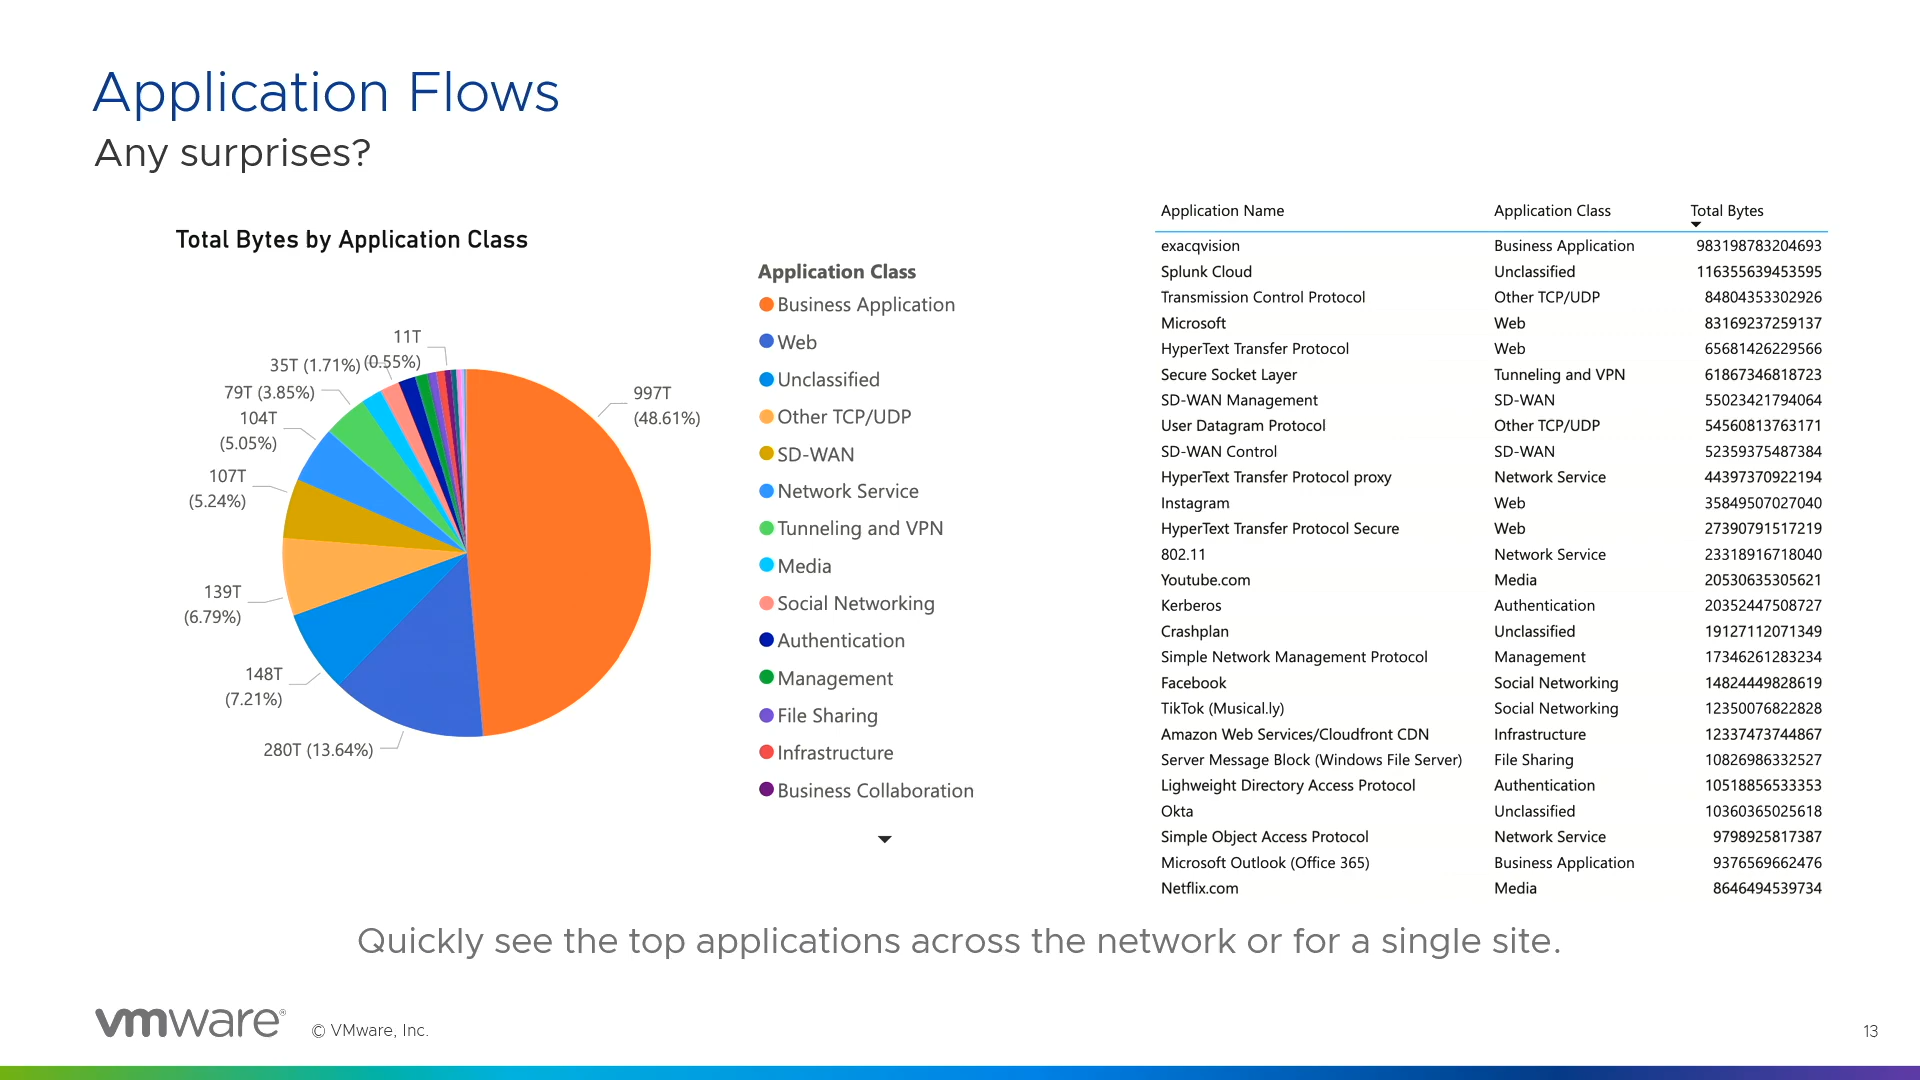 Application Flows
Any surprises?
Total Bytes by Application Class
11T
(0.55%)
35T (1.71%)
79T (3.85%)
104T
(5.05%)
107T
(5.24%)
139T
(6.79%)
148T
(7.21%)
280T (13.64%)
997T
(48.61%)
Application Class
Business Application
Web
Unclassified
Other TCP/UDP
SD-WAN
Network Service
Tunneling and VPN
Media
Social Networking
Authentication
Management
File Sharing
Infrastructure
Business Collaboration
Application Name Application Class Total Bytes
exacqvision Business Application 983198783204693
Splunk Cloud Unclassified 116355639453595
Transmission Control Protocol Other TCP/UDP 84804353302926
Microsoft Web 83169237259137
HyperText Transfer Protocol Web 65681426229566
Secure Socket Layer Tunneling and VPN 61867346818723
SD-WAN Management SD-WAN 55023421794064
User Datagram Protocol Other TCP/UDP 54560813763171
SD-WAN Control SD-WAN 52359375487384
HyperText Transfer Protocol proxy Network Service 44397370922194
Instagram Web 35849507027040
HyperText Transfer Protocol Secure Web 27390791517219
802.11 Network Service 23318916718040
Youtube.com Media 20530635305621
Kerberos Authentication 20352447508727
Crashplan Unclassified 19127112071349
Simple Network Management Protocol Management 17346261283234
Facebook Social Networking 14824449828619
TikTok (Musical.ly) Social Networking 12350076822828
Amazon Web Services/Cloudfront CDN Infrastructure 12337473744867
Server Message Block (Windows File Server) File Sharing 10826986332527
Lighweight Directory Access Protocol Authentication 10518856533353
Okta Unclassified 10360365025618
Simple Object Access Protocol Network Service 9798925817387
Microsoft Outlook (Office 365) Business Application 9376569662476
Netflix.com Media 8646494539734
Quickly see the top applications across the network or for a single site.
vmware® © VMware, Inc.
13